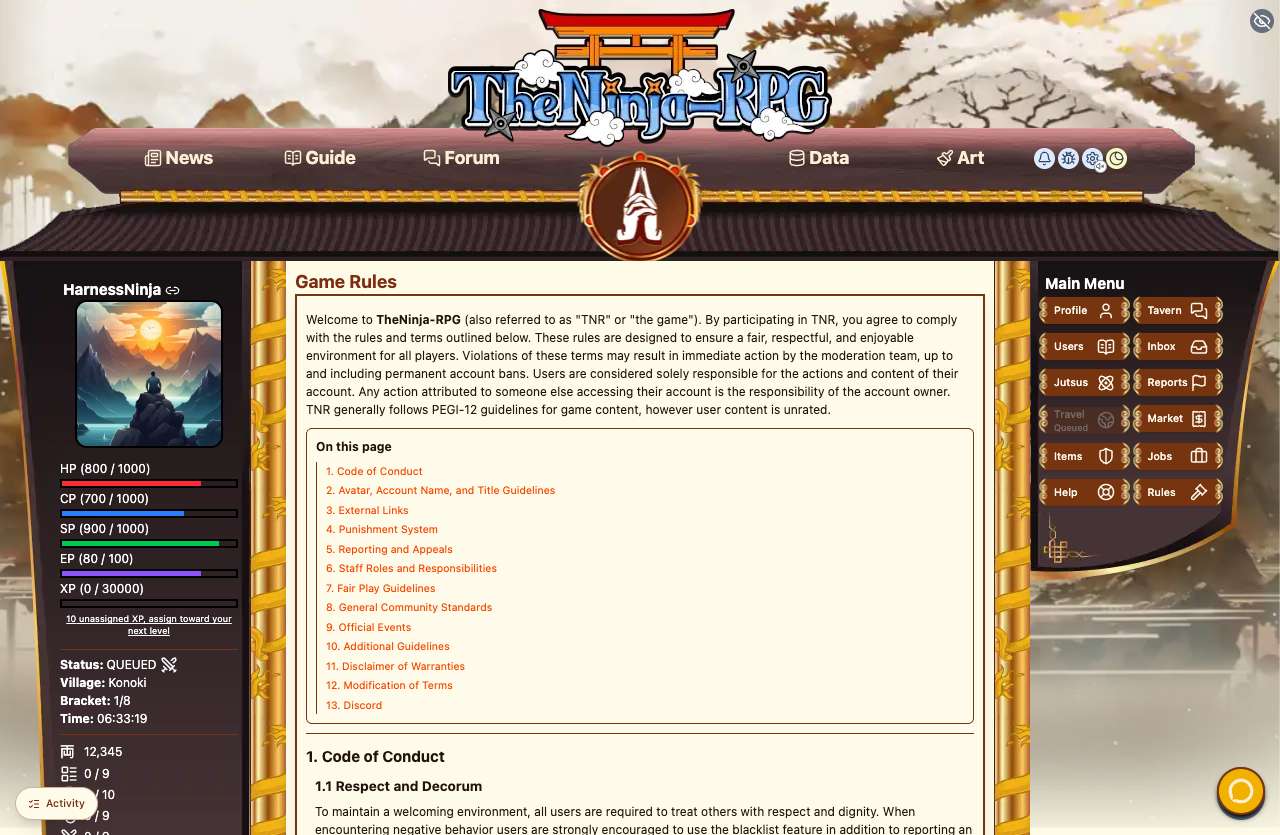 TheNinja-RPG
News
Guide
Forum
Data
Art
HarnessNinja
HP (800 / 1000)
CP (700 / 1000)
SP (900 / 1000)
EP (80 / 100)
XP (0 / 30000)
10 unassigned XP, assign toward your
next level
Status: QUEUED
Village: Konoki
Bracket: 1/8
Time: 06:33:19
両 12,345
0 / 9
/ 10
/ 9
Activity
Game Rules
Welcome to TheNinja-RPG (also referred to as "TNR" or "the game"). By participating in TNR, you agree to comply
with the rules and terms outlined below. These rules are designed to ensure a fair, respectful, and enjoyable
environment for all players. Violations of these terms may result in immediate action by the moderation team, up to
and including permanent account bans. Users are considered solely responsible for the actions and content of their
account. Any action attributed to someone else accessing their account is the responsibility of the account owner.
TNR generally follows PEGI-12 guidelines for game content, however user content is unrated.
On this page
1. Code of Conduct
2. Avatar, Account Name, and Title Guidelines
3. External Links
4. Punishment System
5. Reporting and Appeals
6. Staff Roles and Responsibilities
7. Fair Play Guidelines
8. General Community Standards
9. Official Events
10. Additional Guidelines
11. Disclaimer of Warranties
12. Modification of Terms
13. Discord
1. Code of Conduct
1.1 Respect and Decorum
To maintain a welcoming environment, all users are required to treat others with respect and dignity. When
encountering negative behavior users are strongly encouraged to use the blacklist feature in addition to reporting an
Main Menu
Profile
Tavern
Users
Inbox
Jutsus
Reports
Travel
Queued
Market
Items
Jobs
Help
Rules